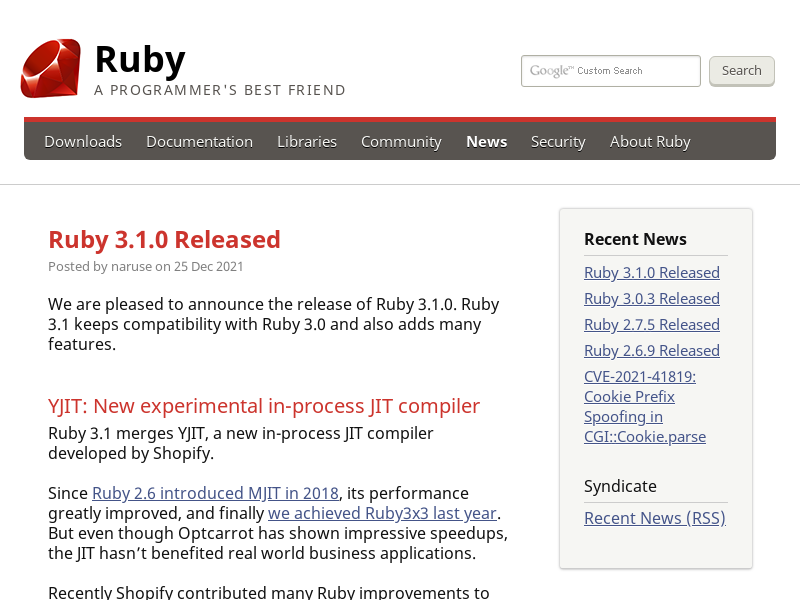 Ruby
A PROGRAMMER'S BEST FRIEND
Google™ Custom Search
Search
Downloads Documentation Libraries Community News Security About Ruby
Ruby 3.1.0 Released
Posted by naruse on 25 Dec 2021
We are pleased to announce the release of Ruby 3.1.0. Ruby
3.1 keeps compatibility with Ruby 3.0 and also adds many
features.
YJIT: New experimental in-process JIT compiler
Ruby 3.1 merges YJIT, a new in-process JIT compiler
developed by Shopify.
Since Ruby 2.6 introduced MJIT in 2018, its performance
greatly improved, and finally we achieved Ruby3x3 last year.
But even though Optcarrot has shown impressive speedups,
the JIT hasn’t benefited real world business applications.
Recently Shopify contributed many Ruby improvements to
Recent News
Ruby 3.1.0 Released
Ruby 3.0.3 Released
Ruby 2.7.5 Released
Ruby 2.6.9 Released
CVE-2021-41819:
Cookie Prefix
Spoofing in
CGI::Cookie.parse
Syndicate
Recent News (RSS)